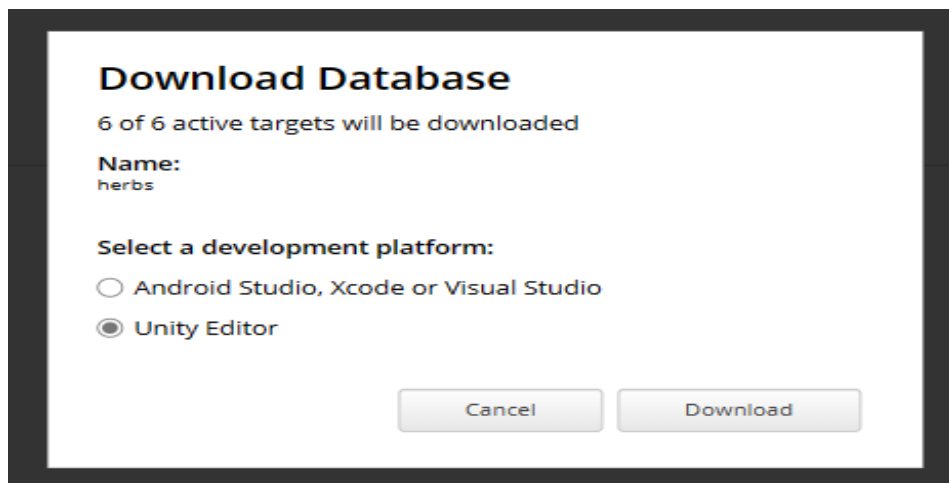 Download Database
6 of 6 active targets will be downloaded
Name:
herbs
Select a development platform:
Android Studio, Xcode or Visual Studio
Unity Editor
Cancel
Download